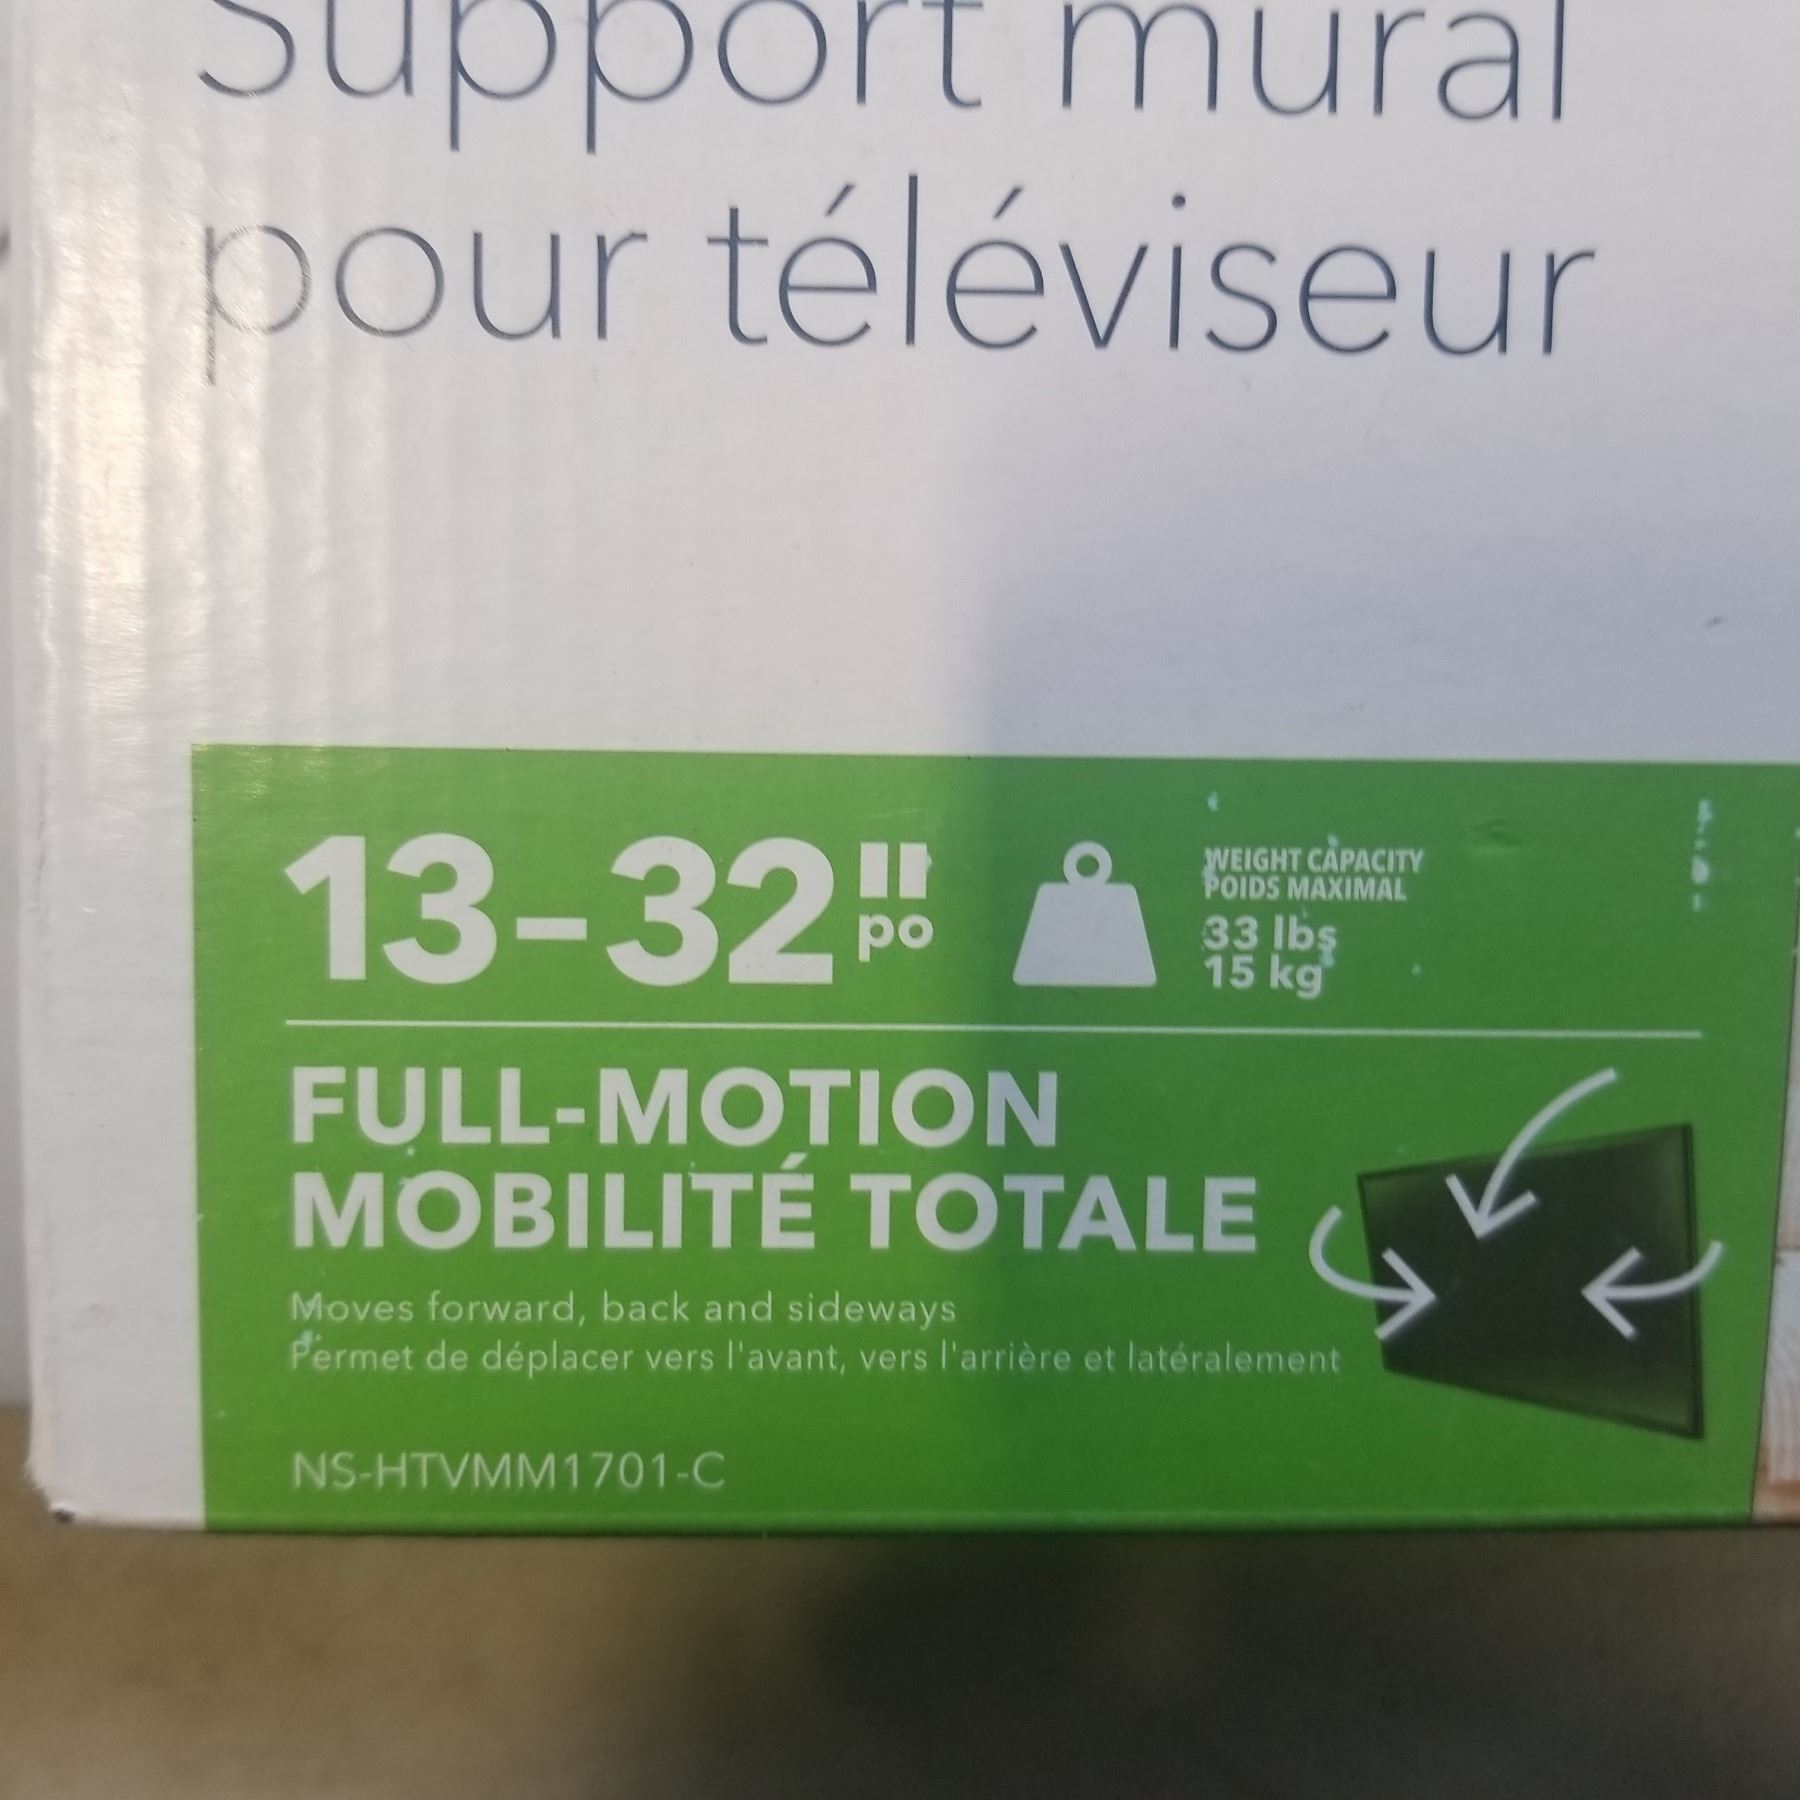 Support mural
pour téléviseur
13-32"
po
WEIGHT CAPACITY
POIDS MAXIMAL
33 lbs
15 kg
FULL-MOTION
MOBILITÉ TOTALE
Moves forward, back and sideways
Permet de déplacer vers l'avant, vers l'arrière et latéralement
NS-HTVMM1701-C